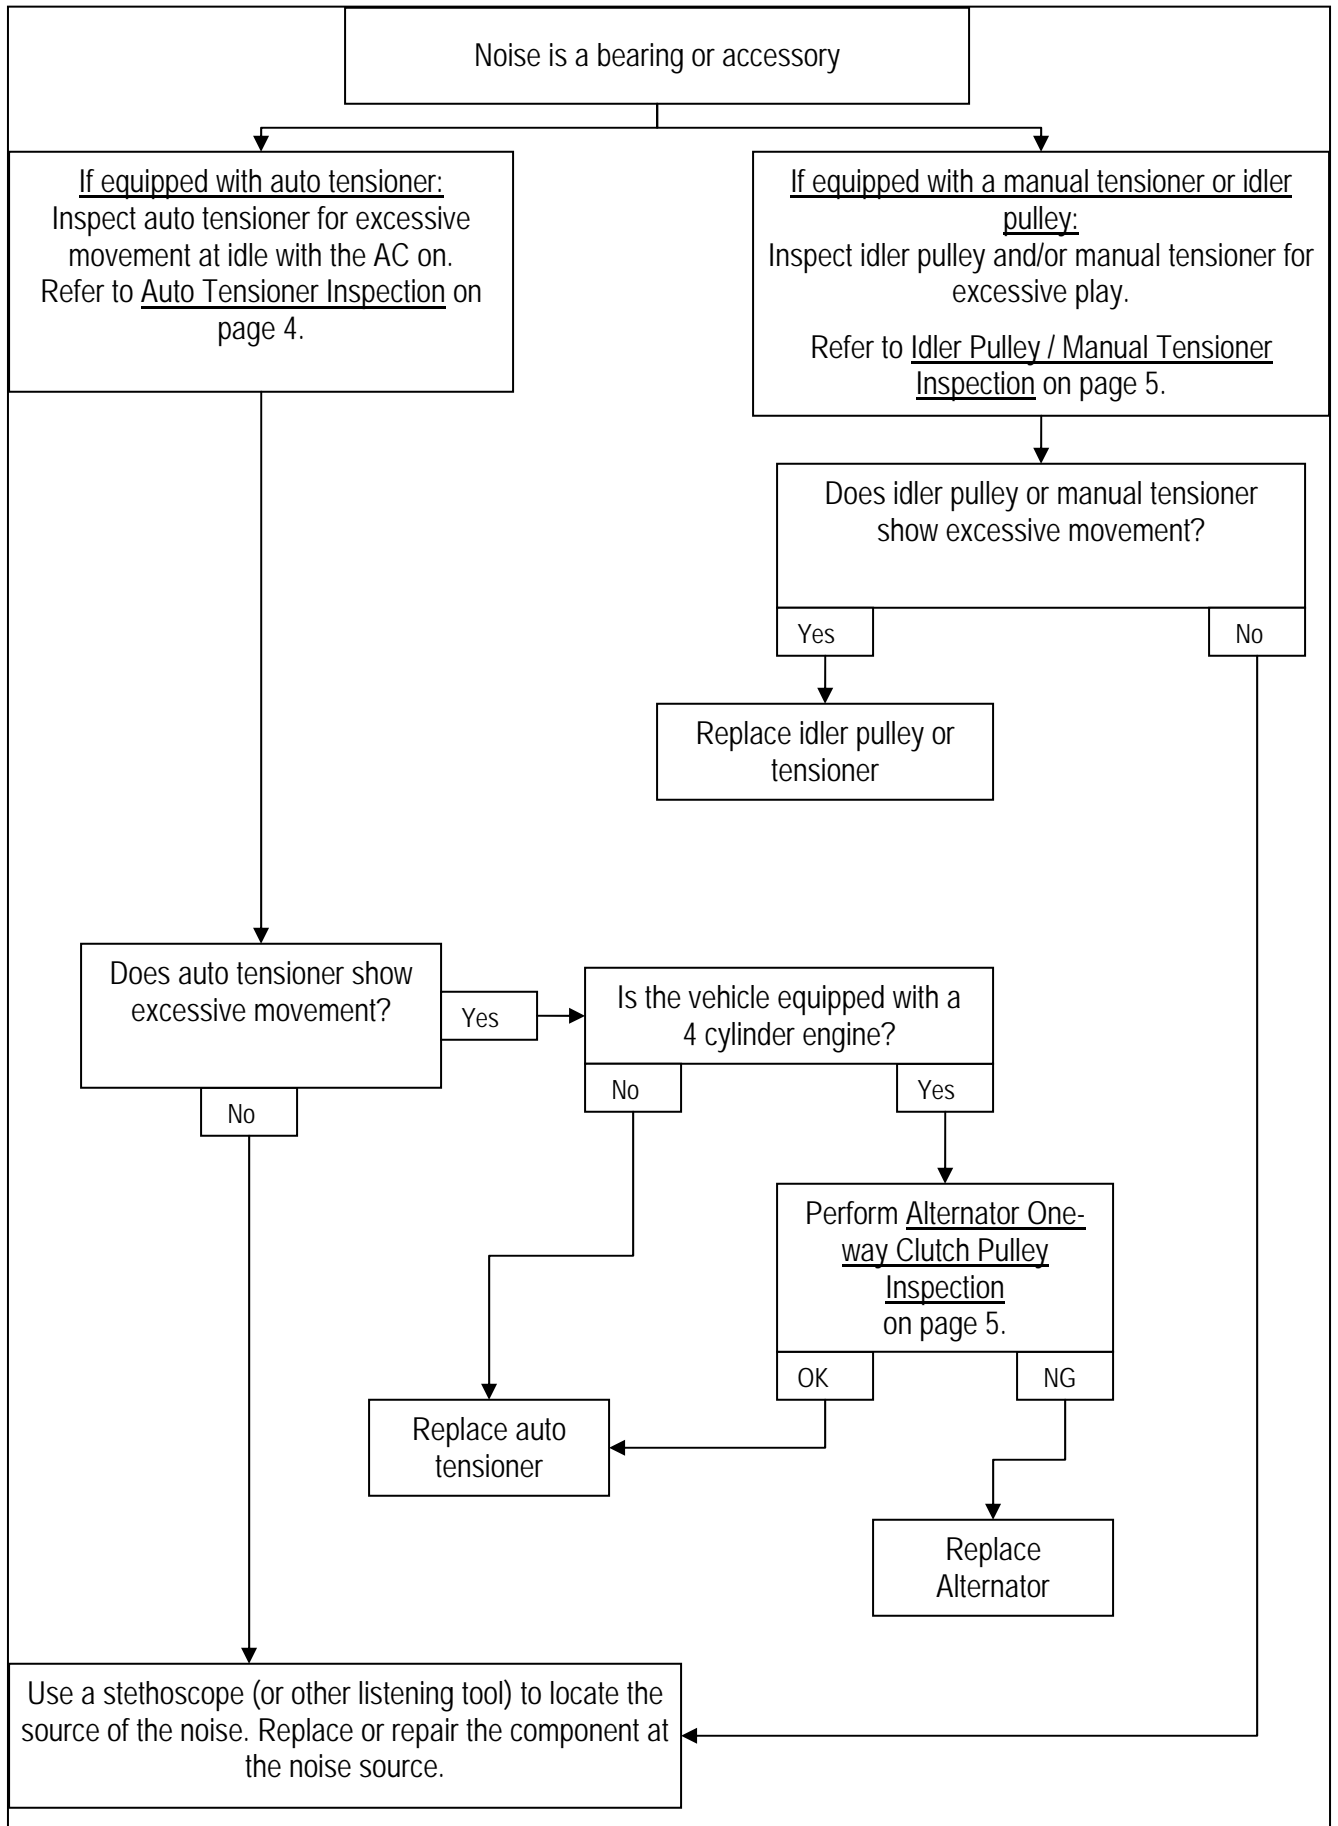 Noise is a bearing or accessory
If equipped with auto tensioner:
Inspect auto tensioner for excessive
movement at idle with the AC on.
Refer to Auto Tensioner Inspection on
page 4.
If equipped with a manual tensioner or idler
pulley:
Inspect idler pulley and/or manual tensioner for
excessive play.
Refer to Idler Pulley / Manual Tensioner
Inspection on page 5.
Does idler pulley or manual tensioner
show excessive movement?
Yes
No
Replace idler pulley or
tensioner
Does auto tensioner show
excessive movement?
Yes
No
Is the vehicle equipped with a
4 cylinder engine?
No
Yes
Perform Alternator One-
way Clutch Pulley
Inspection
on page 5.
OK
NG
Replace auto
tensioner
Replace
Alternator
Use a stethoscope (or other listening tool) to locate the
source of the noise. Replace or repair the component at
the noise source.